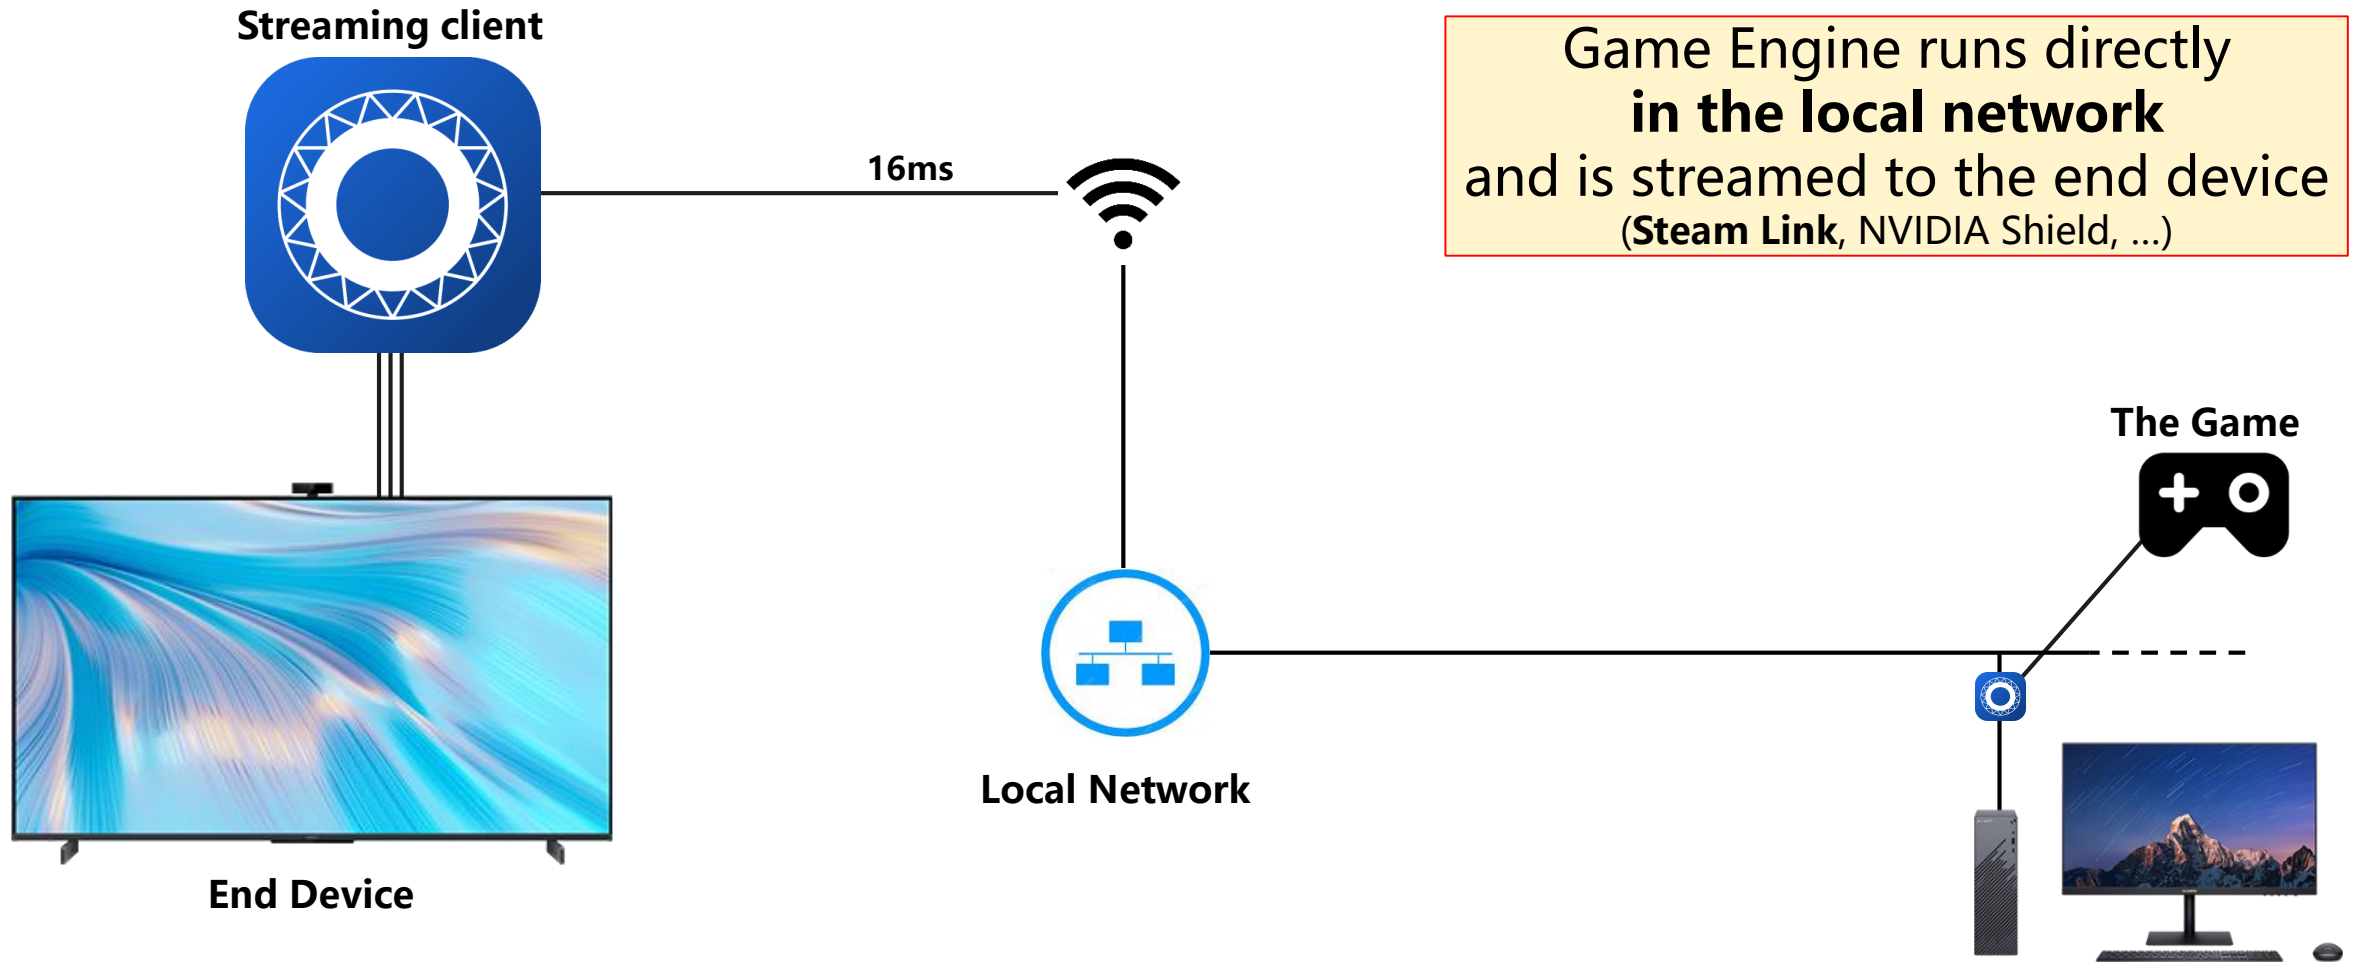 Streaming client
Game Engine runs directly
in the local network
and is streamed to the end device
(Steam Link, NVIDIA Shield, ...)
16ms
The Game
Local Network
End Device